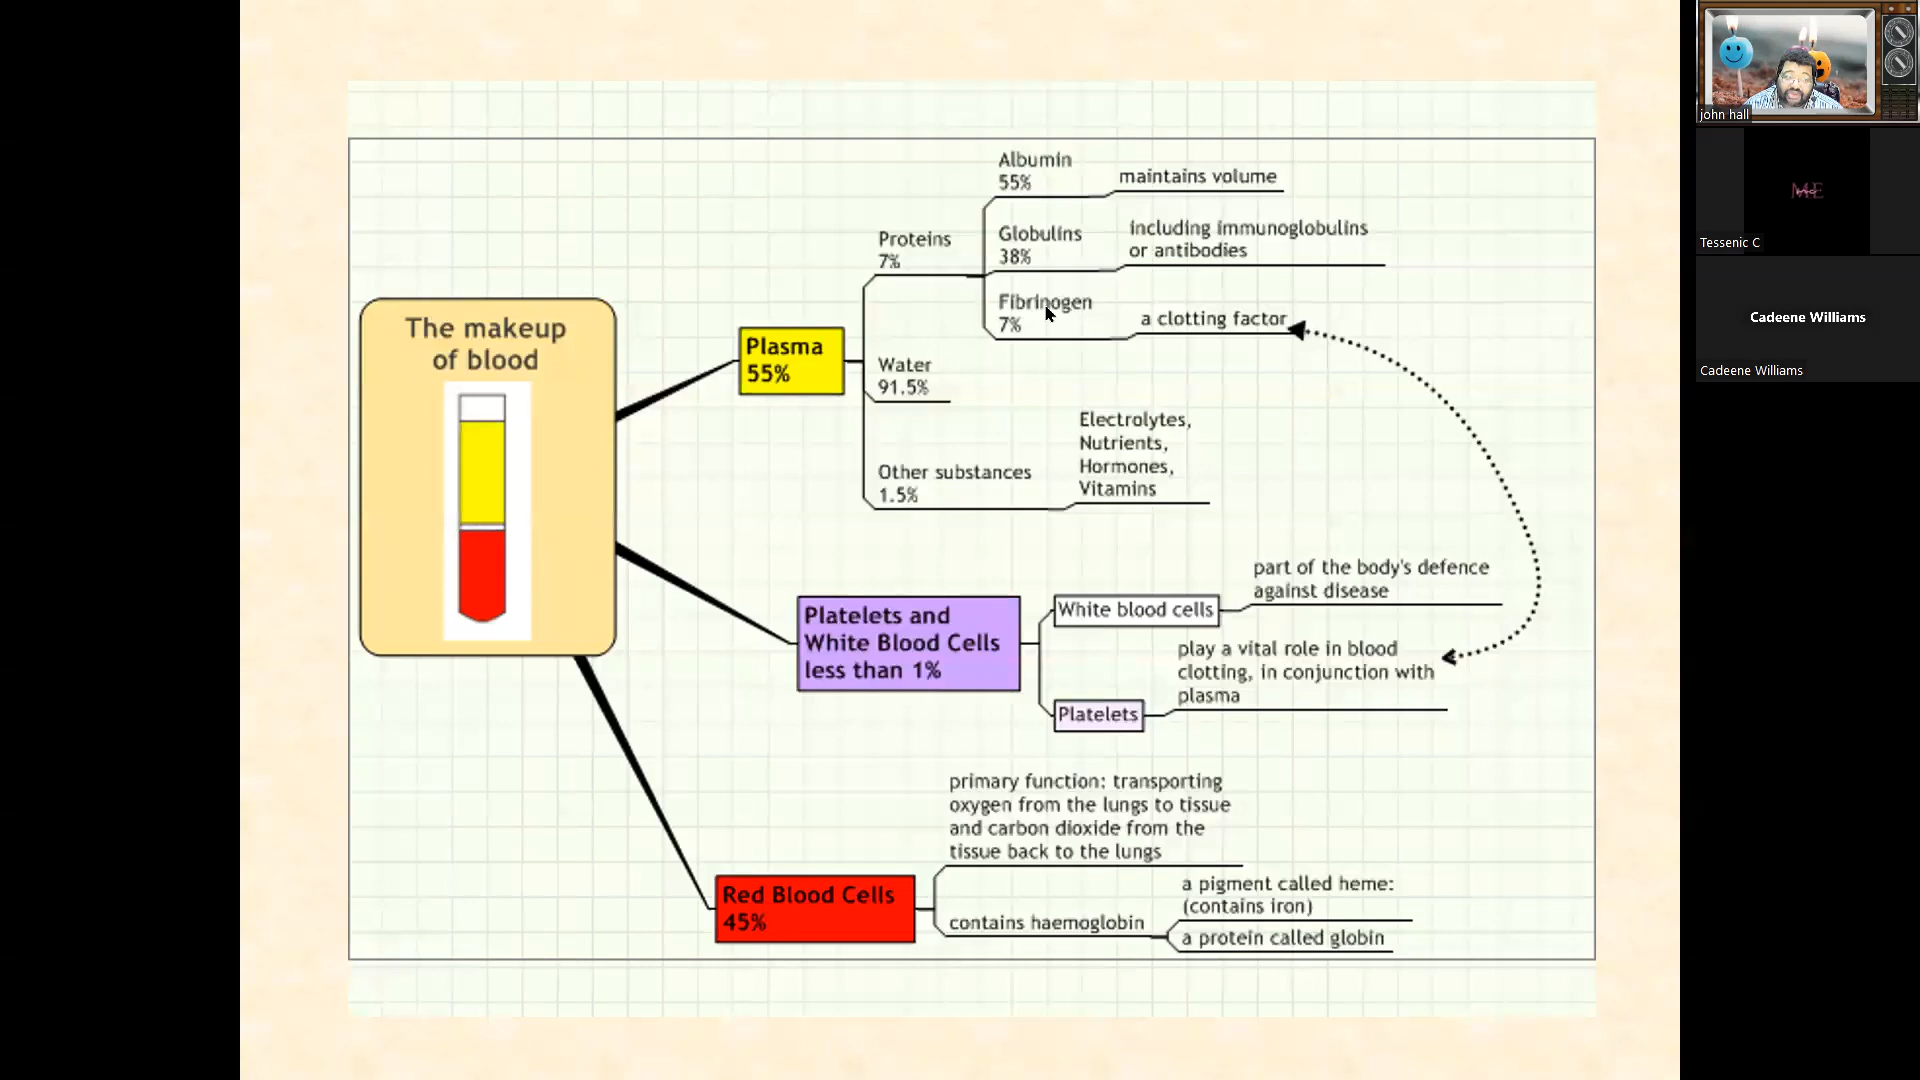 The makeup
of blood
Plasma
55%
Proteins
7%
Albumin
55%
maintains volume
Globulins
38%
including immunoglobulins
or antibodies
Fibrinogen
7%
a clotting factor
Water
91.5%
Other substances
1.5%
Electrolytes,
Nutrients,
Hormones,
Vitamins
Platelets and
White Blood Cells
less than 1%
White blood cells
part of the body's defence
against disease
Platelets
play a vital role in blood
clotting, in conjunction with
plasma
Red Blood Cells
45%
primary function: transporting
oxygen from the lungs to tissue
and carbon dioxide from the
tissue back to the lungs
contains haemoglobin
a pigment called heme:
(contains iron)
a protein called globin
john hall
Tessenic C
Cadeene Williams
Cadeene Williams